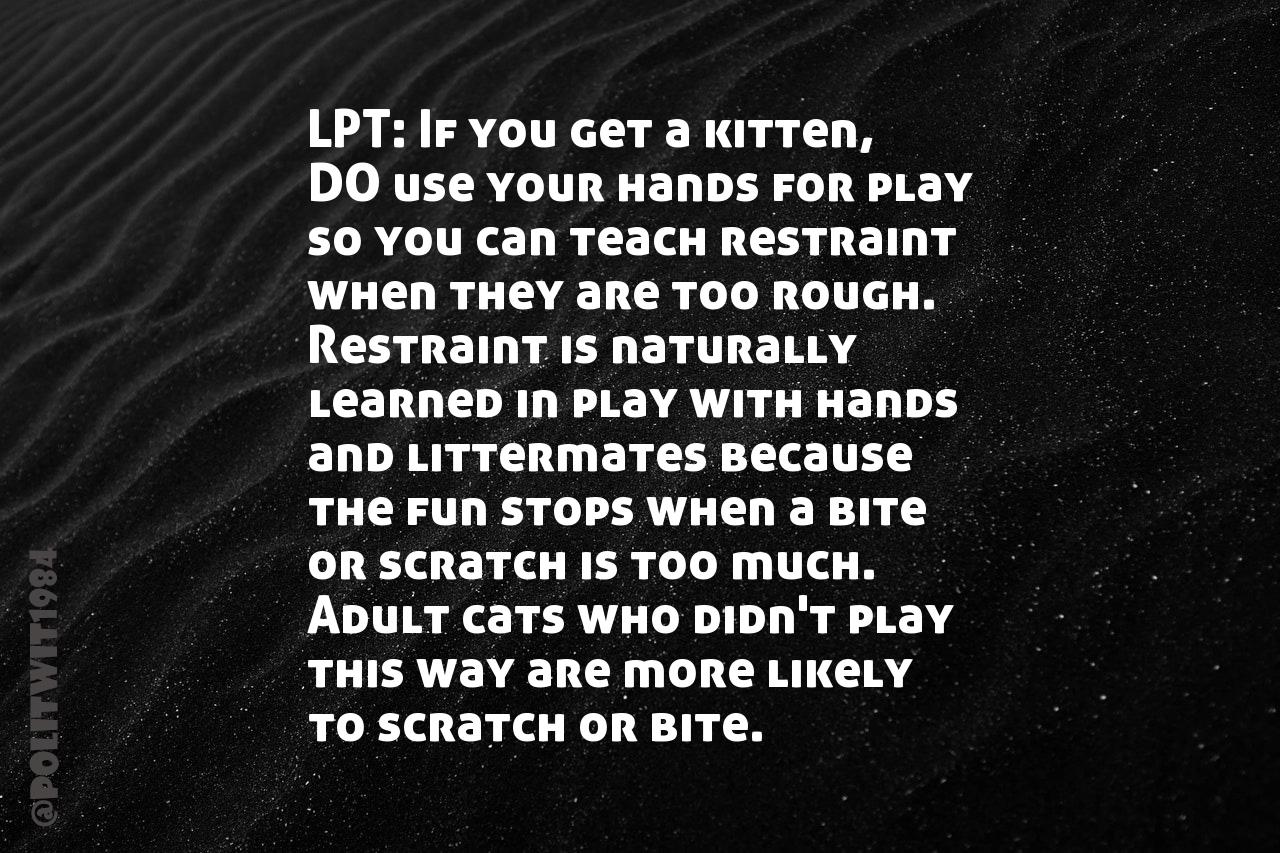 LPT: If you get a kitten,
DO use your hands for play
so you can teach restraint
when they are too rough.
Restraint is naturally
learned in play with hands
and littermates because
the fun stops when a bite
or scratch is too much.
Adult cats who didn't play
this way are more likely
to scratch or bite.
@POLITWIT1984